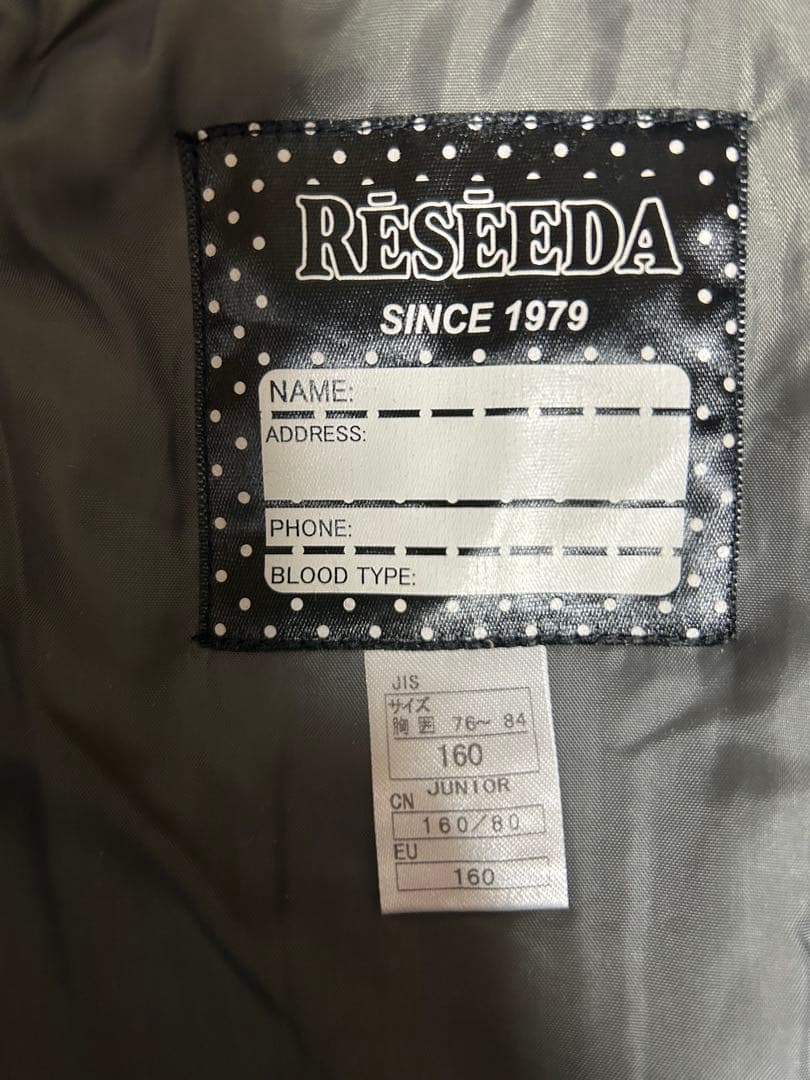 RĒSĒEDA
SINCE 1979
NAME:
ADDRESS:
PHONE:
BLOOD TYPE:
JIS
サイズ
胸囲 76〜84
160
JUNIOR
CN
160/80
EU
160